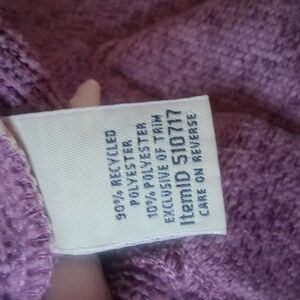 90% RECYCLED
POLYESTER
10% POLYESTER
EXCLUSIVE OF TRIM
ItemID 510717
CARE ON REVERSE